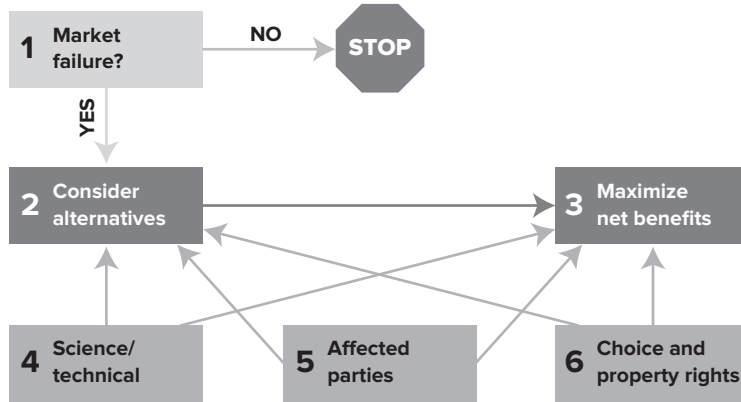 1 Market
failure?
NO
STOP
YES
2 Consider
alternatives
3 Maximize
net benefits
4 Science/
technical
5 Affected
parties
6 Choice and
property rights